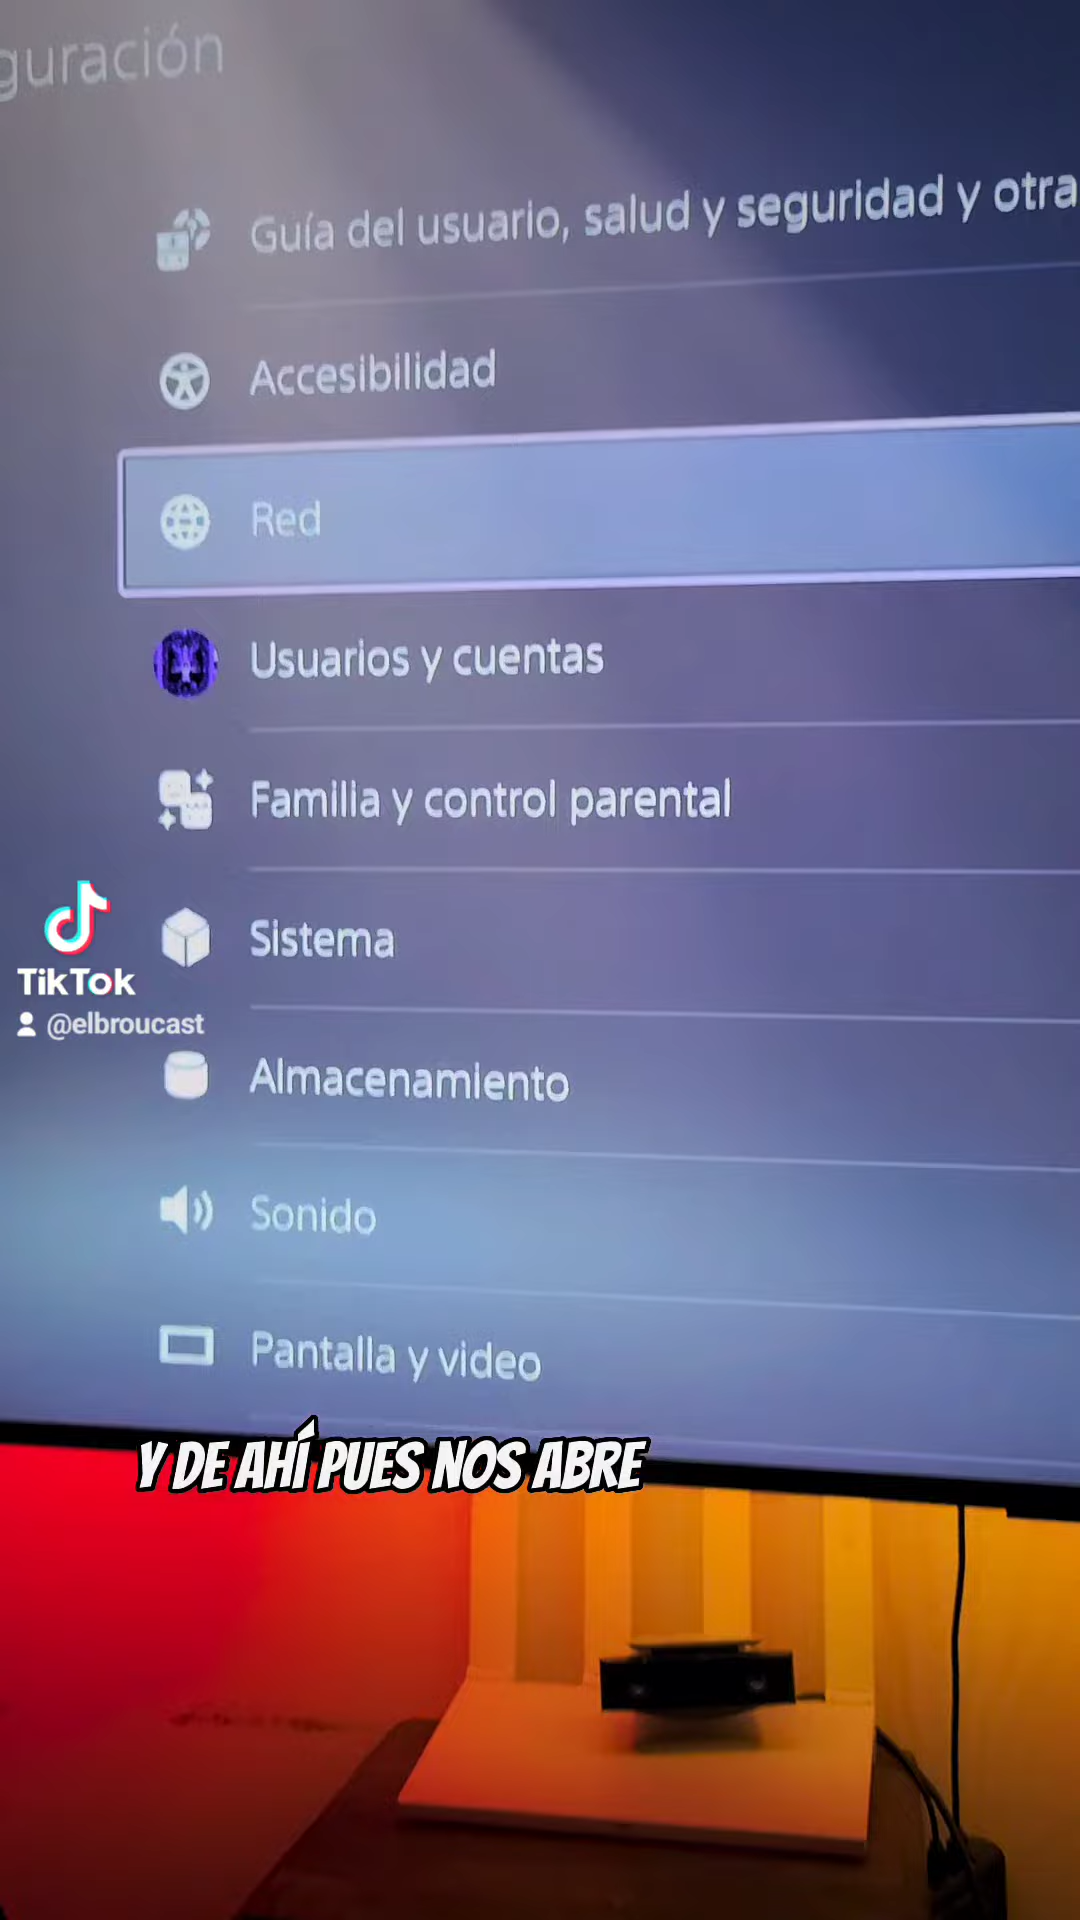 guración
Guía del usuario, salud y seguridad y otra
Accesibilidad
Red
Usuarios y cuentas
Familia y control parental
Sistema
TikTok
@elbroucast
Almacenamiento
Sonido
Pantalla y video
Y DE AHÍ PUES NOS ABRE